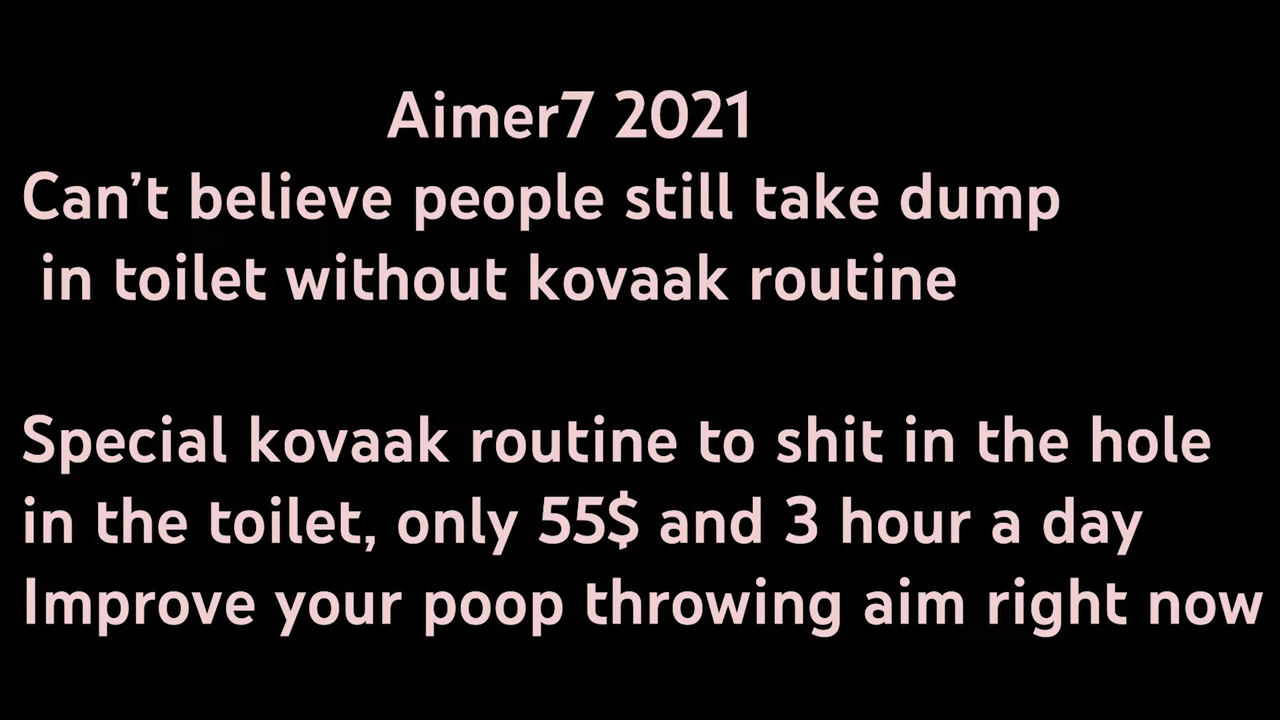 Aimer7 2021
Can't believe people still take dump
in toilet without kovaak routine
Special kovaak routine to shit in the hole
in the toilet, only 55$ and 3 hour a day
Improve your poop throwing aim right now